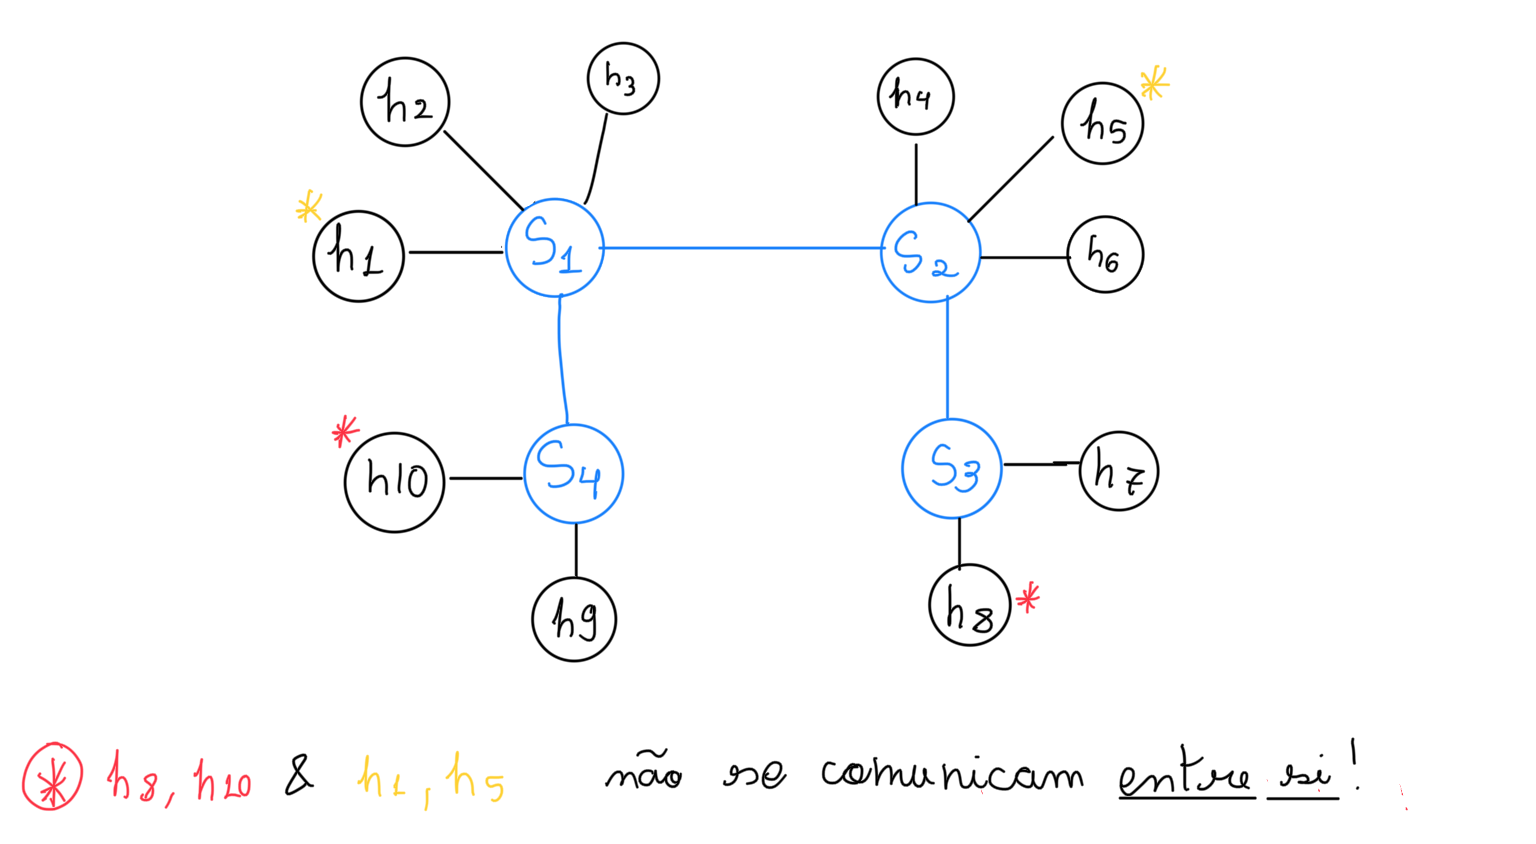 h2
h3
h4
h5 *
* h1
S1
S2
h6
* h10
S4
S3
h7
h9
h8 *
* h8, h10 & h1, h5 não se comunicam entre si!